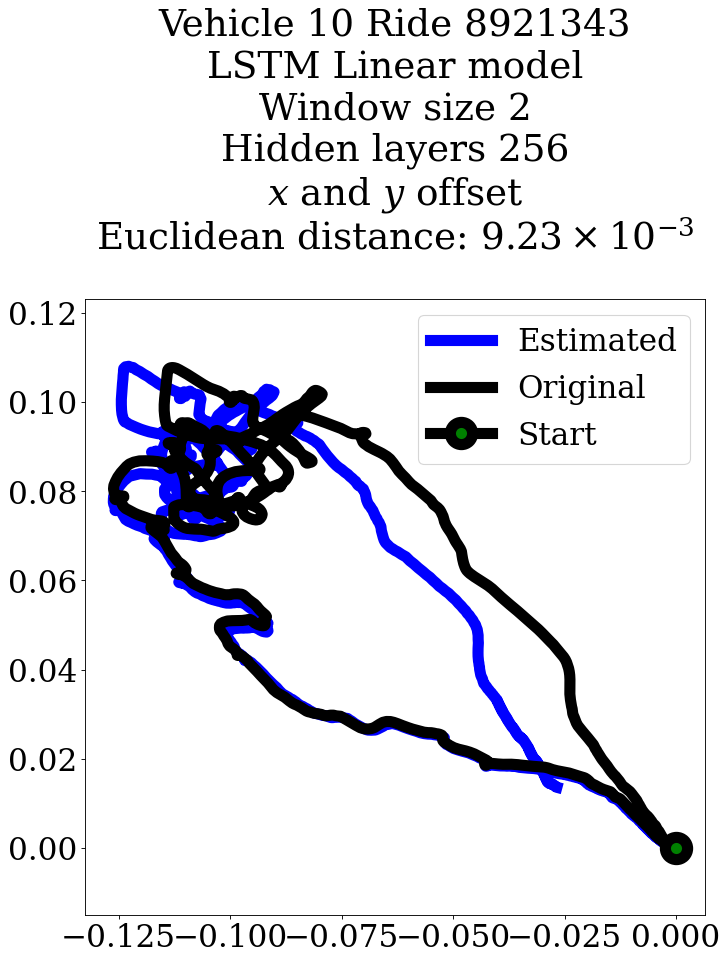 Vehicle 10 Ride 8921343
LSTM Linear model
Window size 2
Hidden layers 256
x and y offset
Euclidean distance: 9.23 × 10⁻³
0.12
0.10
0.08
0.06
0.04
0.02
0.00
Estimated
Original
Start
−0.125 −0.100 −0.075 −0.050 −0.025 0.000